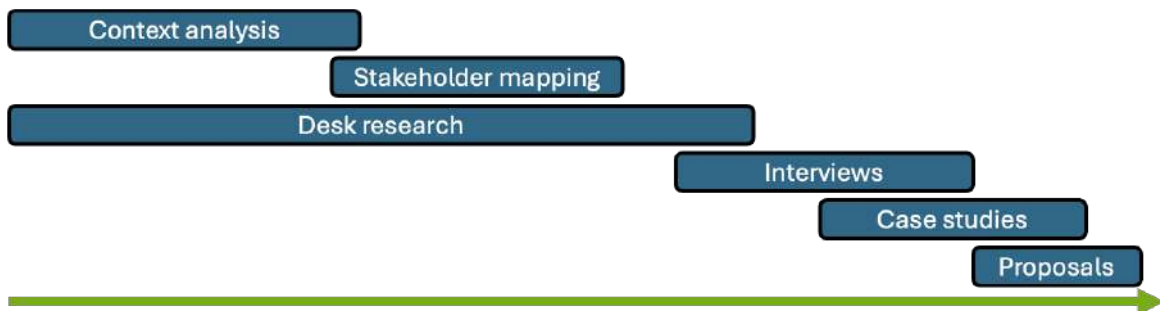 Context analysis
Stakeholder mapping
Desk research
Interviews
Case studies
Proposals